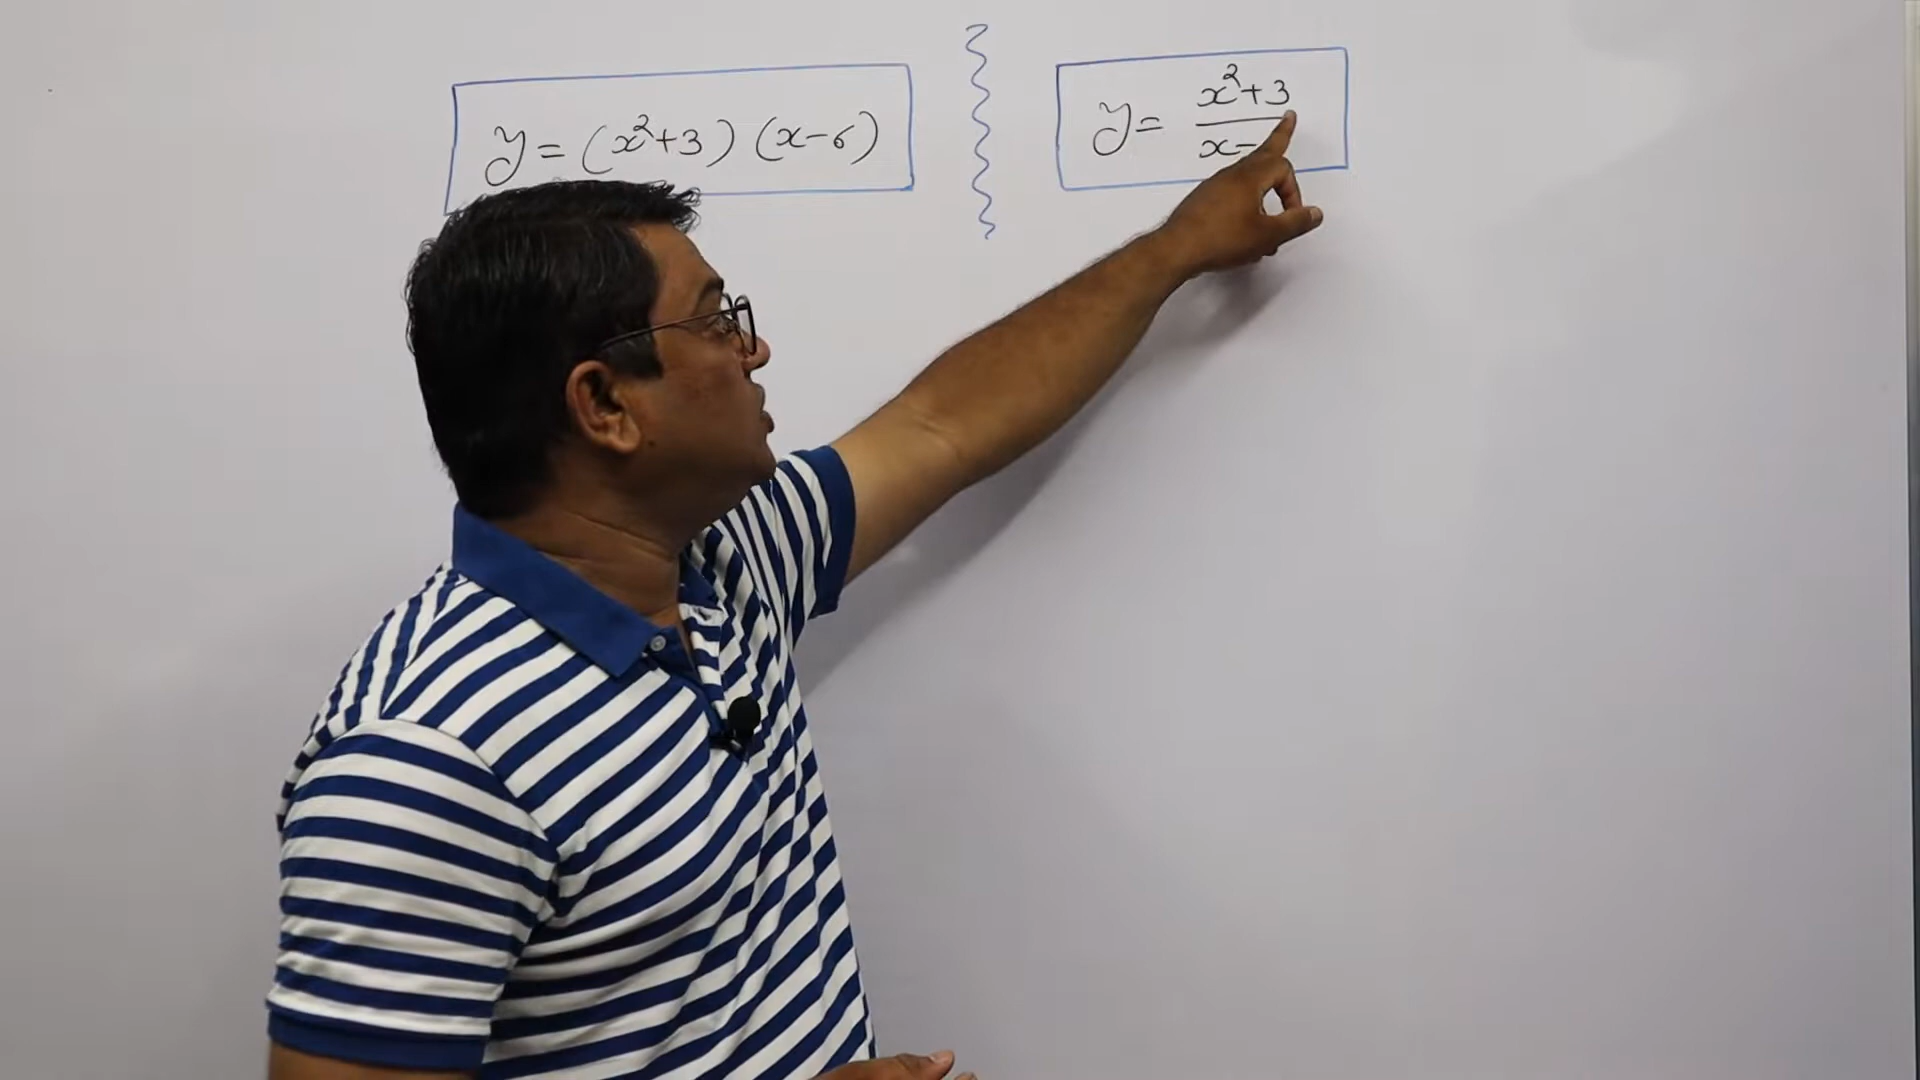 y = (x²+3) (x-6)
y = x²+3
x-